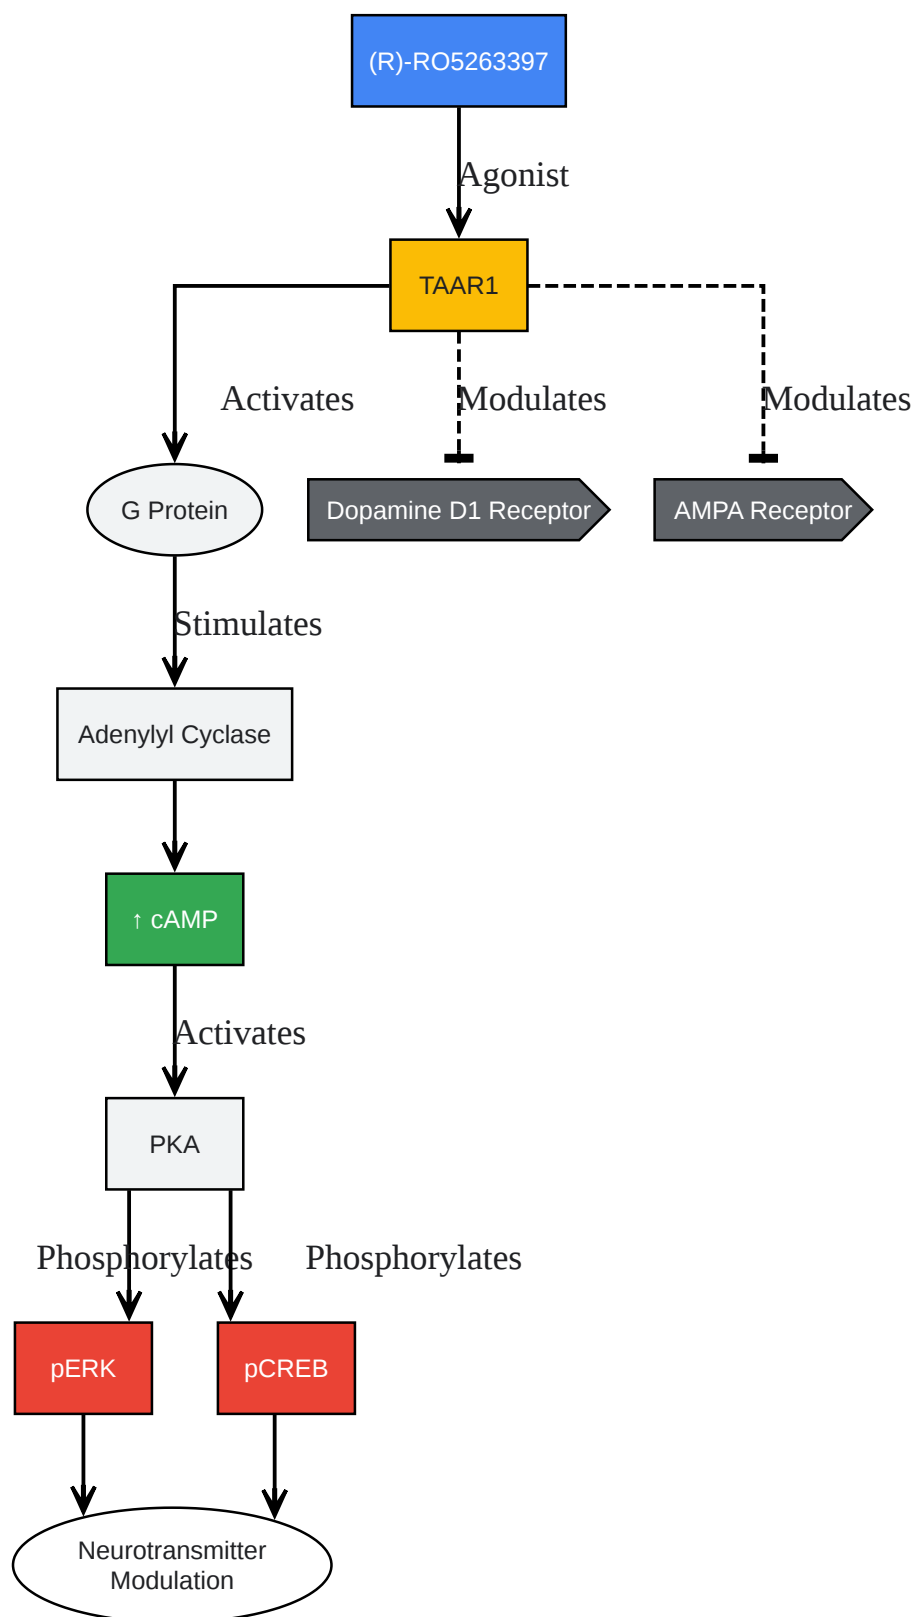 (R)-RO5263397
Agonist
TAAR1
Activates
Modulates
Modulates
G Protein
Dopamine D1 Receptor
AMPA Receptor
Stimulates
Adenylyl Cyclase
↑ cAMP
Activates
PKA
Phosphorylates
Phosphorylates
pERK
pCREB
Neurotransmitter
Modulation